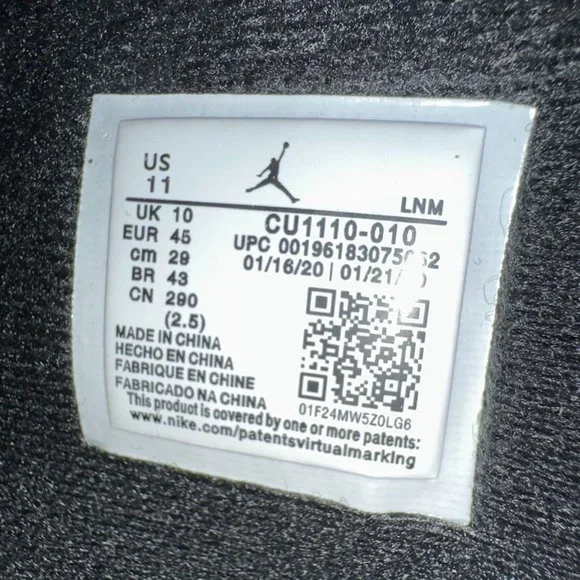 US
11
LNM
UK 10
EUR 45
cm 29
BR 43
CN 290
(2.5)
CU1110-010
UPC
01/16/20 |
MADE IN CHINA
HECHO EN CHINA
FABRIQUE EN CHINE
FABRICADO NA CHINA
01F24MW5Z0LG6
This product is covered by one or more patents:
www.nike.com/patentsvirtualmarking